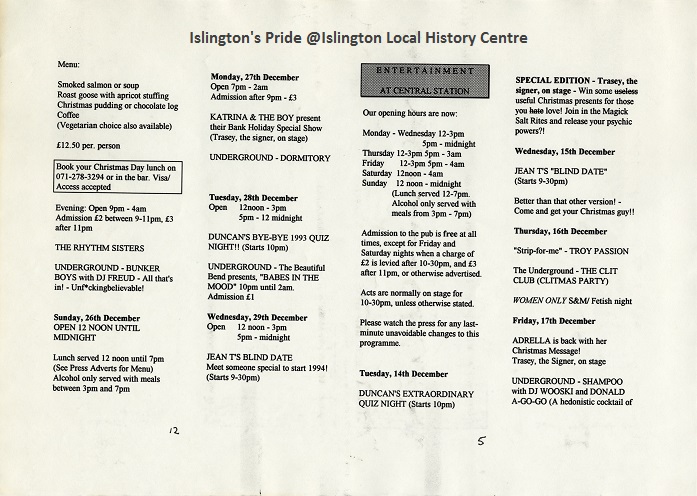 Islington's Pride @Islington Local History Centre
Menu:
Smoked salmon or soup
Roast goose with apricot stuffing
Christmas pudding or chocolate log
Coffee
(Vegetarian choice also available)
£12.50 per. person
Book your Christmas Day lunch on
071-278-3294 or in the bar. Visa/
Access accepted
Evening: Open 9pm - 4am
Admission £2 between 9-11pm, £3
after 11pm
THE RHYTHM SISTERS
UNDERGROUND - BUNKER
BOYS with DJ FREUD - All that's
in! - Unf*ckingbelievable!
Sunday, 26th December
OPEN 12 NOON UNTIL
MIDNIGHT
Lunch served 12 noon until 7pm
(See Press Adverts for Menu)
Alcohol only served with meals
between 3pm and 7pm
12
Monday, 27th December
Open 7pm - 2am
Admission after 9pm - £3
KATRINA & THE BOY present
their Bank Holiday Special Show
(Trasey, the signer, on stage)
UNDERGROUND - DORMITORY
Tuesday, 28th December
Open 12noon - 3pm
5pm - 12 midnight
DUNCAN'S BYE-BYE 1993 QUIZ
NIGHT!! (Starts 10pm)
UNDERGROUND - The Beautiful
Bend presents, "BABES IN THE
MOOD" 10pm until 2am.
Admission £1
Wednesday, 29th December
Open 12 noon - 3pm
5pm - midnight
JEAN T'S BLIND DATE
Meet someone special to start 1994!
(Starts 9-30pm)
ENTERTAINMENT
AT CENTRAL STATION
Our opening hours are now:
Monday - Wednesday 12-3pm
5pm - midnight
Thursday 12-3pm 5pm - 3am
Friday 12-3pm 5pm - 4am
Saturday 12noon - 4am
Sunday 12 noon - midnight
(Lunch served 12-7pm.
Alcohol only served with
meals from 3pm - 7pm)
Admission to the pub is free at all
times, except for Friday and
Saturday nights when a charge of
£2 is levied after 10-30pm, and £3
after 11pm, or otherwise advertised.
Acts are normally on stage for
10-30pm, unless otherwise stated.
Please watch the press for any last-
minute unavoidable changes to this
programme.
Tuesday, 14th December
DUNCAN'S EXTRAORDINARY
QUIZ NIGHT (Starts 10pm)
5
SPECIAL EDITION - Trasey, the
signer, on stage - Win some useless
useful Christmas presents for those
you hate love! Join in the Magick
Salt Rites and release your psychic
powers?!
Wednesday, 15th December
JEAN T'S "BLIND DATE"
(Starts 9-30pm)
Better than that other version! -
Come and get your Christmas guy!!
Thursday, 16th December
"Strip-for-me" - TROY PASSION
The Underground - THE CLIT
CLUB (CLITMAS PARTY)
WOMEN ONLY S&M/ Fetish night
Friday, 17th December
ADRELLA is back with her
Christmas Message!
Trasey, the Signer, on stage
UNDERGROUND - SHAMPOO
with DJ WOOSKI and DONALD
A-GO-GO (A hedonistic cocktail of